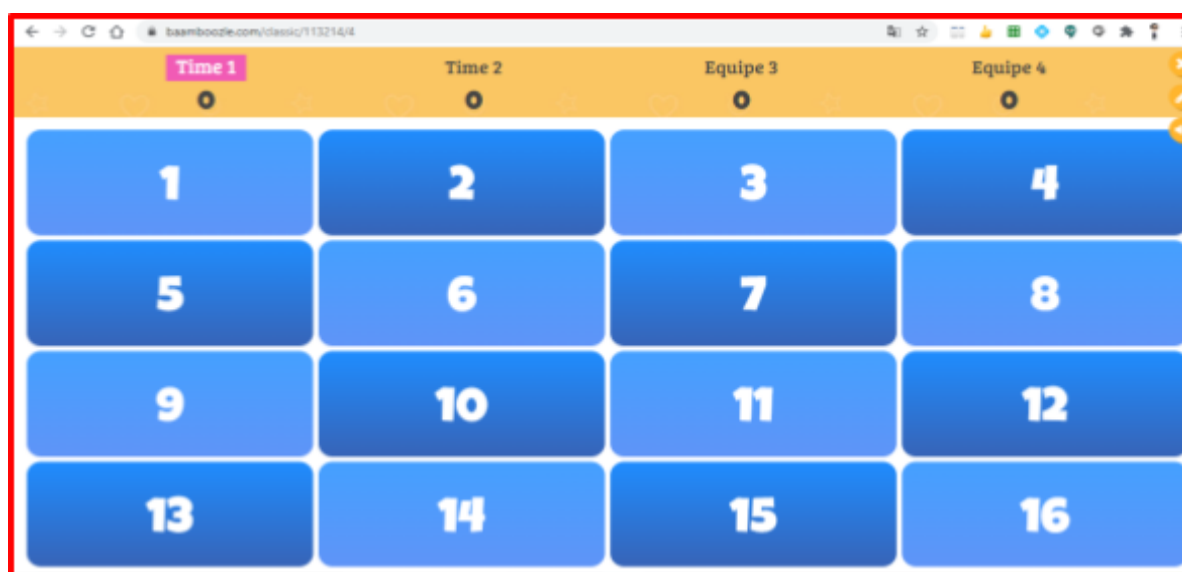 baamboozle.com/classic/113214/4
Time 1 Time 2 Equipe 3 Equipe 4
0 0 0 0
1 2 3 4
5 6 7 8
9 10 11 12
13 14 15 16